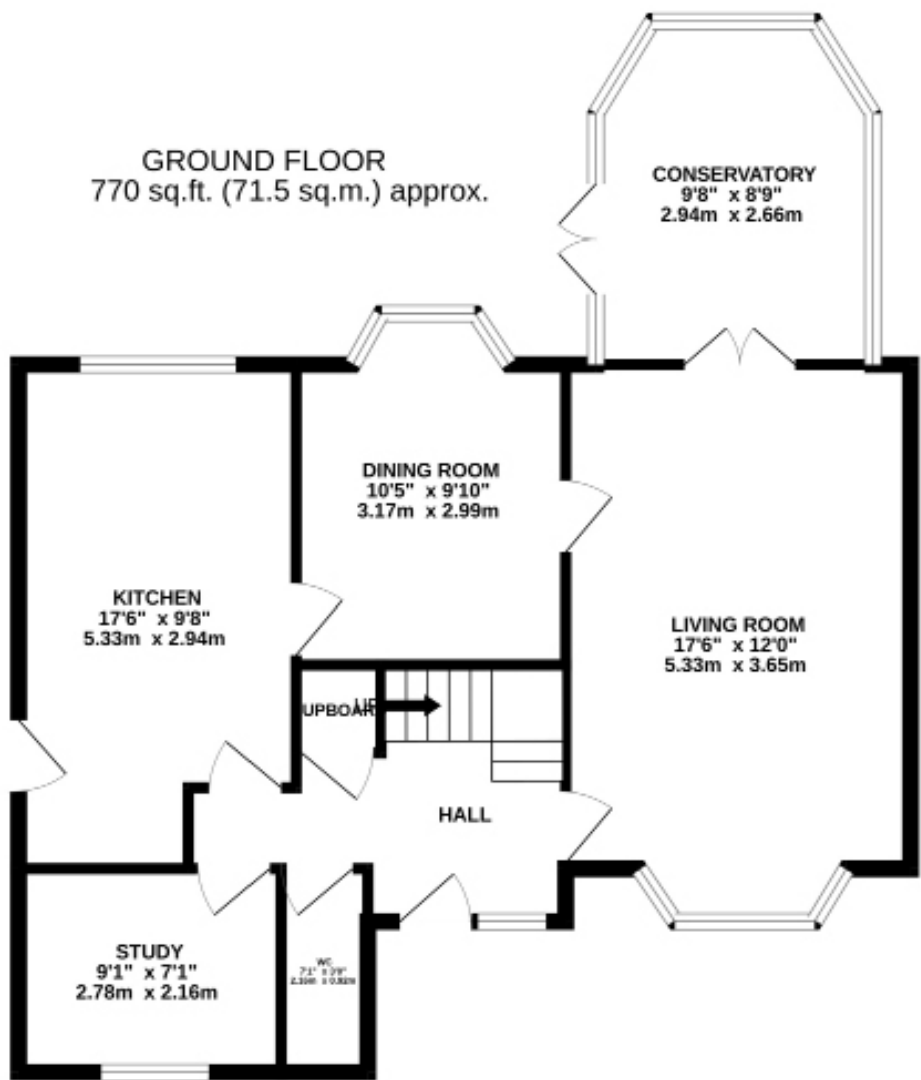 GROUND FLOOR
770 sq.ft. (71.5 sq.m.) approx.
CONSERVATORY
9'8" x 8'9"
2.94m x 2.66m
DINING ROOM
10'5" x 9'10"
3.17m x 2.99m
KITCHEN
17'6" x 9'8"
5.33m x 2.94m
LIVING ROOM
17'6" x 12'0"
5.33m x 3.65m
UPBOAR
UP
HALL
STUDY
9'1" x 7'1"
2.78m x 2.16m
WC